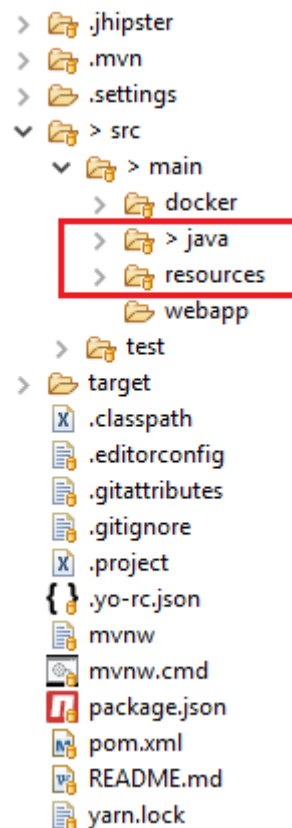 .jhipster
.mvn
.settings
> src
> main
docker
> java
resources
webapp
test
target
.classpath
.editorconfig
.gitattributes
.gitignore
.project
.yo-rc.json
mvnw
mvnw.cmd
package.json
pom.xml
README.md
yarn.lock